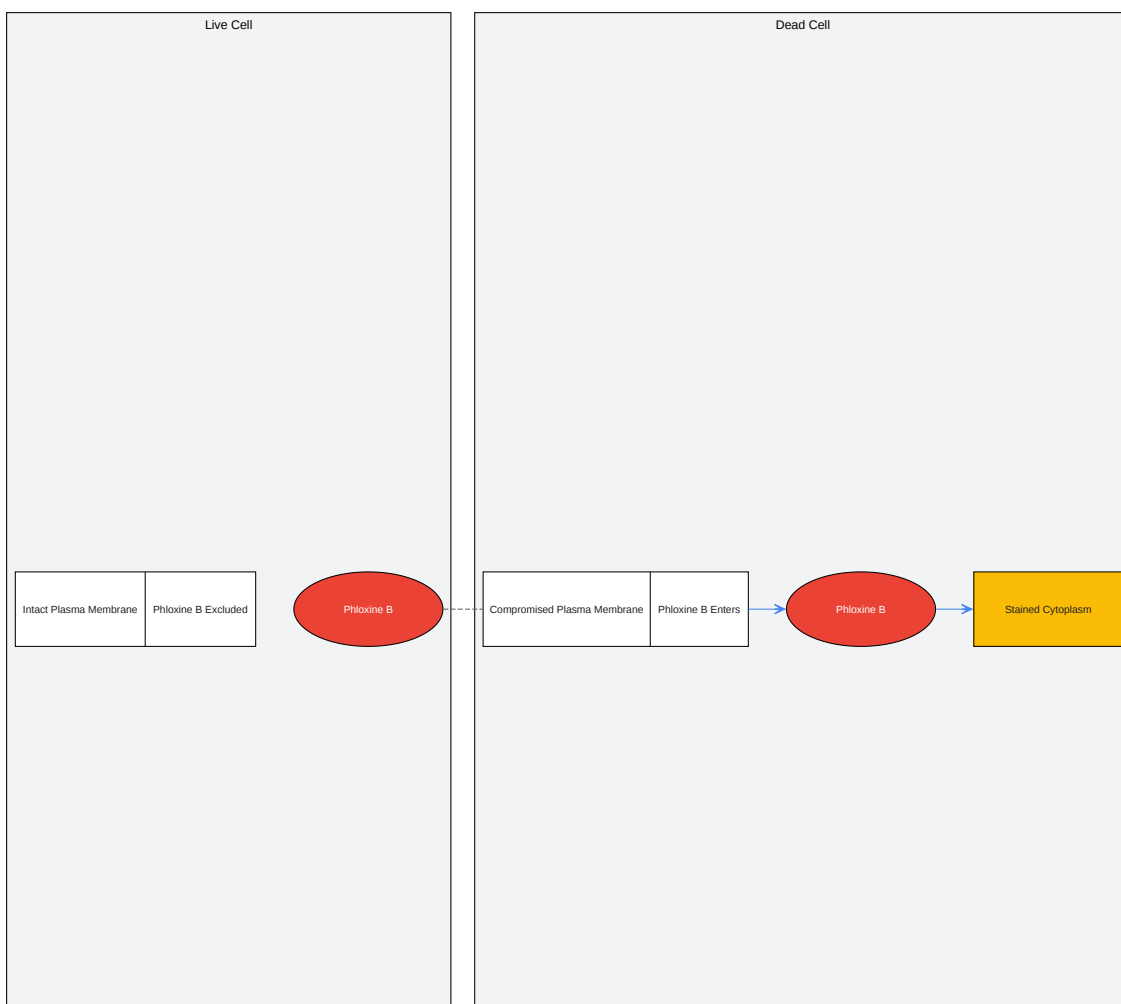 Live Cell
Intact Plasma Membrane
Phloxine B Excluded
Phloxine B
Dead Cell
Compromised Plasma Membrane
Phloxine B Enters
Phloxine B
Stained Cytoplasm